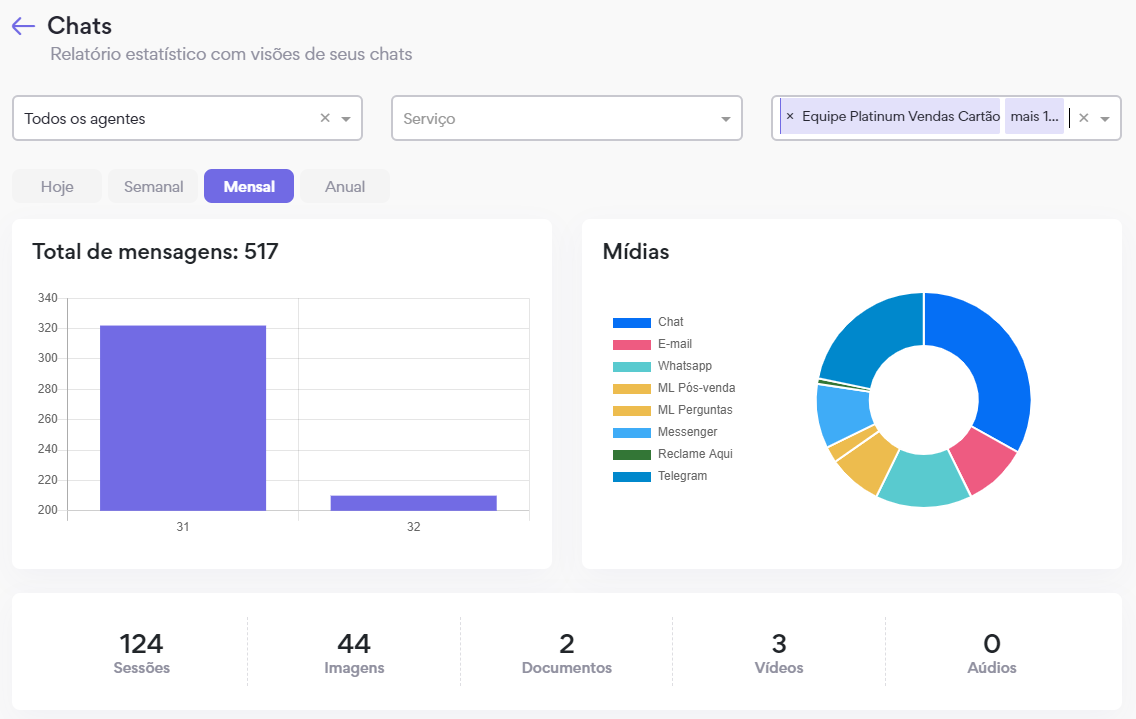 Chats
Relatório estatístico com visões de seus chats
Todos os agentes
Serviço
× Equipe Platinum Vendas Cartão mais 1...
Hoje Semanal Mensal Anual
Total de mensagens: 517
340
320
300
280
260
240
220
200
31 32
Mídias
Chat
E-mail
Whatsapp
ML Pós-venda
ML Perguntas
Messenger
Reclame Aqui
Telegram
124 44 2 3 0
Sessões Imagens Documentos Vídeos Aúdios